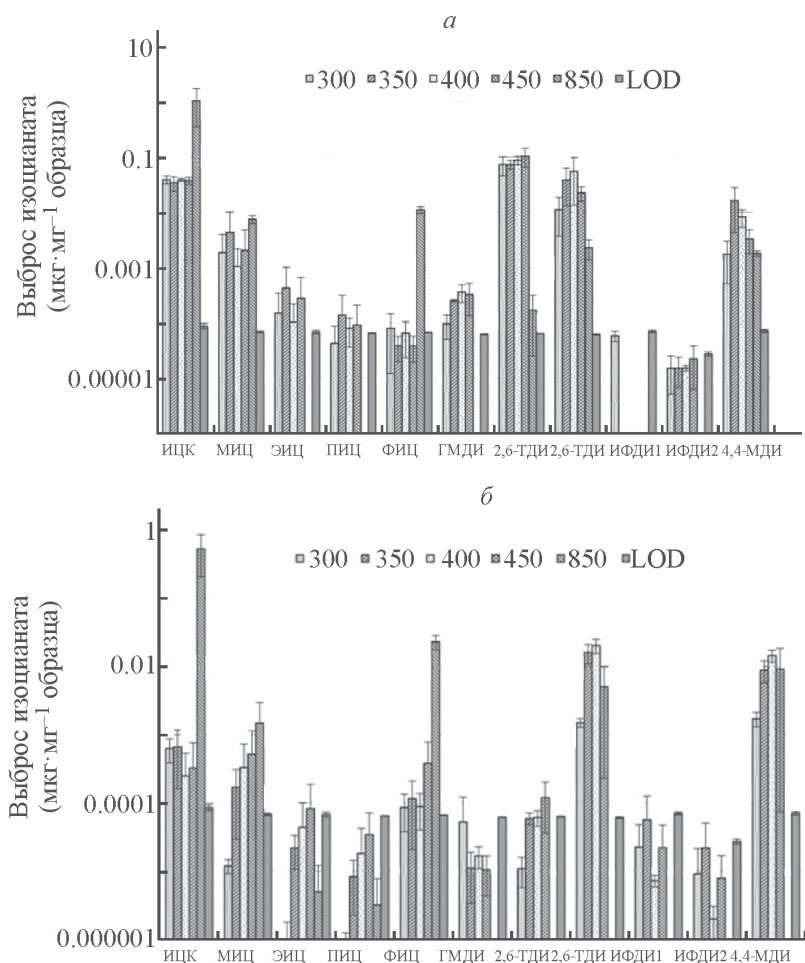 а
Выброс изоцианата
(мкг·мг⁻¹ образца)
10
0.1
0.001
0.00001
300 350 400 450 850 LOD
ИЦК МИЦ ЭИЦ ПИЦ ФИЦ ГМДИ 2,6-ТДИ 2,6-ТДИ ИФДИ1 ИФДИ2 4,4-МДИ
б
Выброс изоцианата
(мкг·мг⁻¹ образца)
1
0.01
0.0001
0.000001
300 350 400 450 850 LOD
ИЦК МИЦ ЭИЦ ПИЦ ФИЦ ГМДИ 2,6-ТДИ 2,6-ТДИ ИФДИ1 ИФДИ2 4,4-МДИ